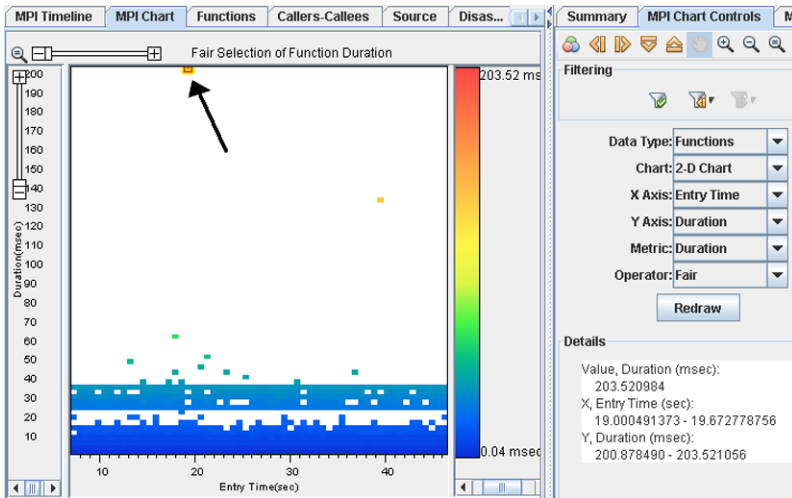 MPI Timeline MPI Chart Functions Callers-Callees Source Disas...
Fair Selection of Function Duration
200
190
180
170
160
150
140
130
120
110
100
90
80
70
60
50
40
30
20
10
Duration(msec)
10 20 30 40
Entry Time(sec)
203.52 ms
0.04 msec
Summary MPI Chart Controls M
Filtering
Data Type: Functions
Chart: 2-D Chart
X Axis: Entry Time
Y Axis: Duration
Metric: Duration
Operator: Fair
Redraw
Details
Value, Duration (msec):
203.520984
X, Entry Time (sec):
19.000491373 - 19.672778756
Y, Duration (msec):
200.878490 - 203.521056